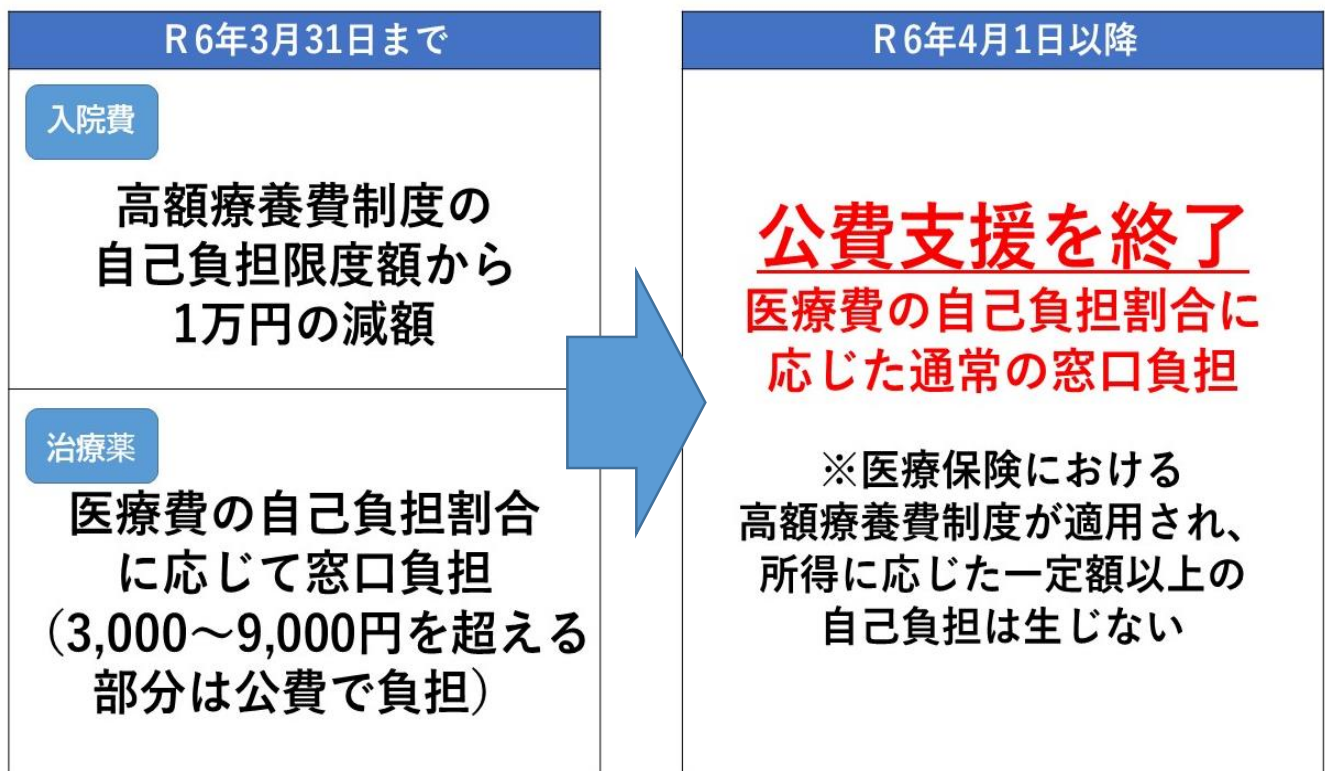 R6年3月31日まで
入院費
高額療養費制度の
自己負担限度額から
1万円の減額
治療薬
医療費の自己負担割合
に応じて窓口負担
（3,000～9,000円を超える
部分は公費で負担）
R6年4月1日以降
公費支援を終了
医療費の自己負担割合に
応じた通常の窓口負担
※医療保険における
高額療養費制度が適用され、
所得に応じた一定額以上の
自己負担は生じない